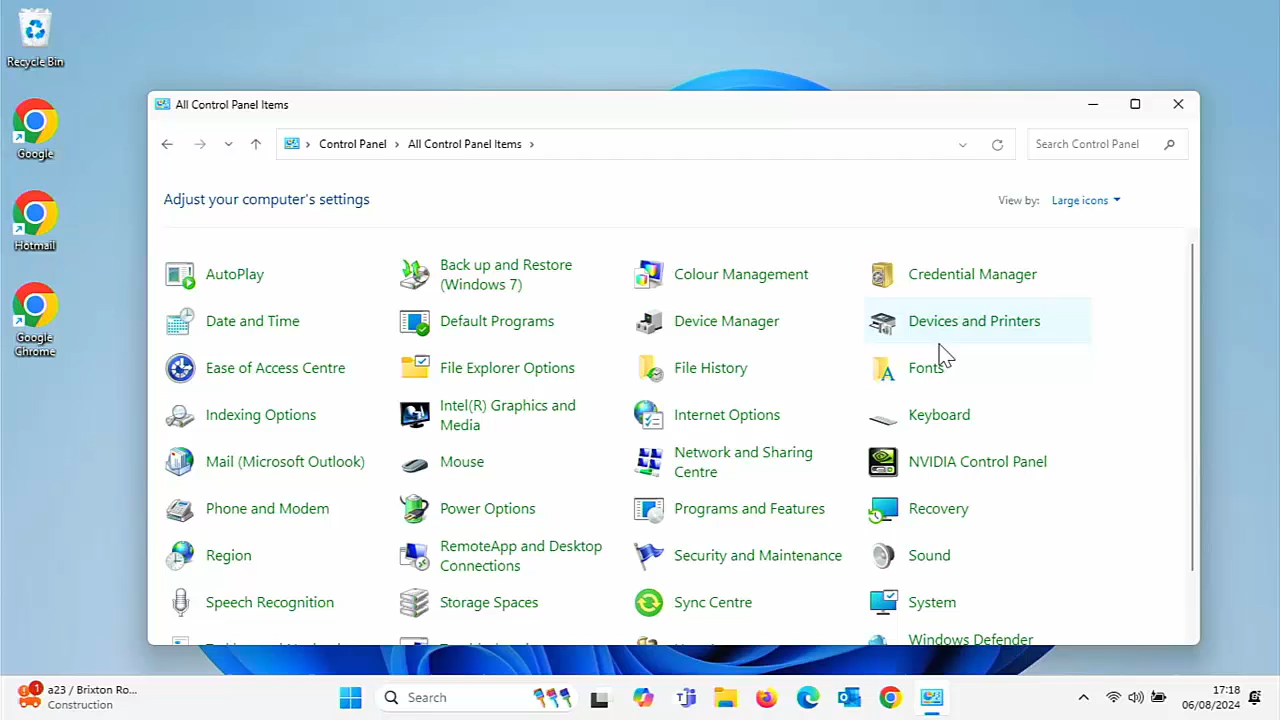 Recycle Bin
Google
Hotmail
Google
Chrome
All Control Panel Items
Control Panel
All Control Panel Items
Search Control Panel
Adjust your computer's settings
View by:
Large icons
AutoPlay
Back up and Restore
(Windows 7)
Colour Management
Credential Manager
Date and Time
Default Programs
Device Manager
Devices and Printers
Ease of Access Centre
File Explorer Options
File History
Fonts
Indexing Options
Intel(R) Graphics and
Media
Internet Options
Keyboard
Mail (Microsoft Outlook)
Mouse
Network and Sharing
Centre
NVIDIA Control Panel
Phone and Modem
Power Options
Programs and Features
Recovery
Region
RemoteApp and Desktop
Connections
Security and Maintenance
Sound
Speech Recognition
Storage Spaces
Sync Centre
System
Windows Defender
1
a23 / Brixton Ro...
Construction
Search
17:18
06/08/2024